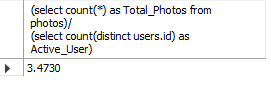 (select count(*) as Total_Photos from
photos)/
(select count(distinct users.id) as
Active_User)
3.4730